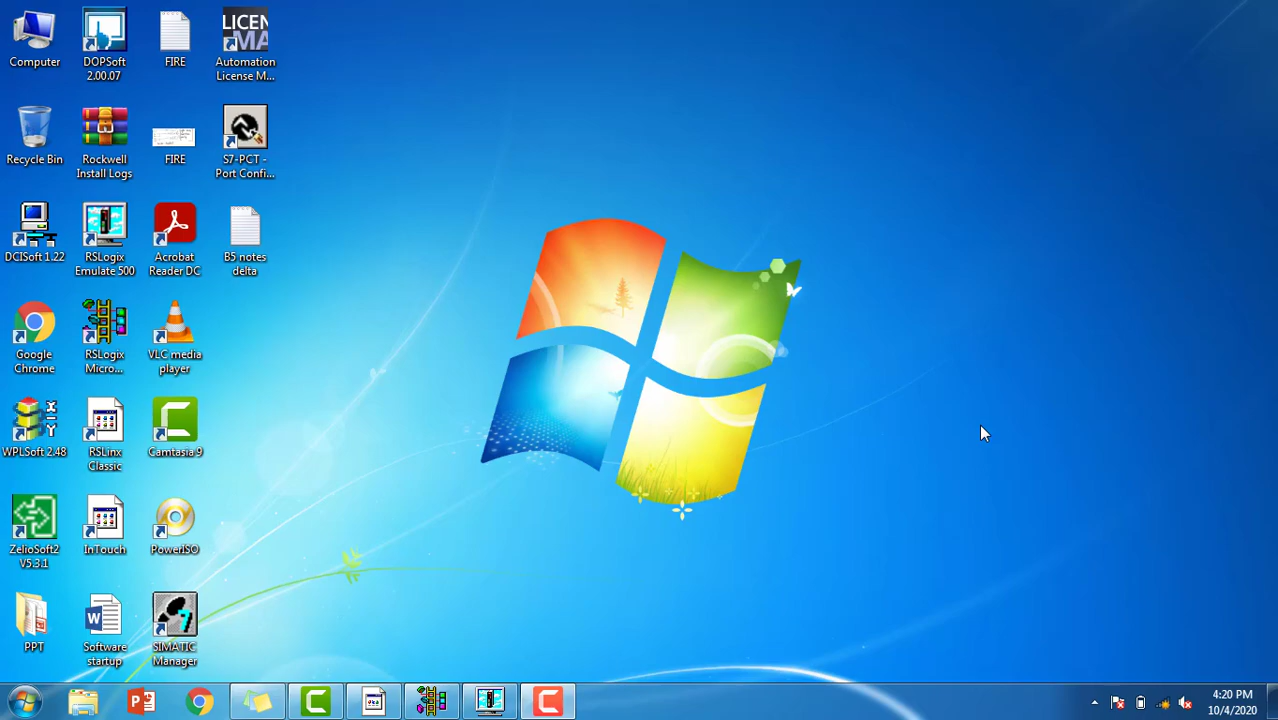 Computer
DOPSoft
2.00.07
FIRE
LICEN
MA
Automation
License M...
Recycle Bin
Rockwell
Install Logs
FIRE
S7-PCT -
Port Confi...
DCISoft 1.22
RSLogix
Emulate 500
Acrobat
Reader DC
B5 notes
delta
Google
Chrome
RSLogix
Micro...
VLC media
player
X
Y
WPLSoft 2.48
RSLinx
Classic
Camtasia 9
ZelioSoft2
V5.3.1
InTouch
PowerISO
PPT
W
Software
startup
7
SIMATIC
Manager
4:20 PM
10/4/2020